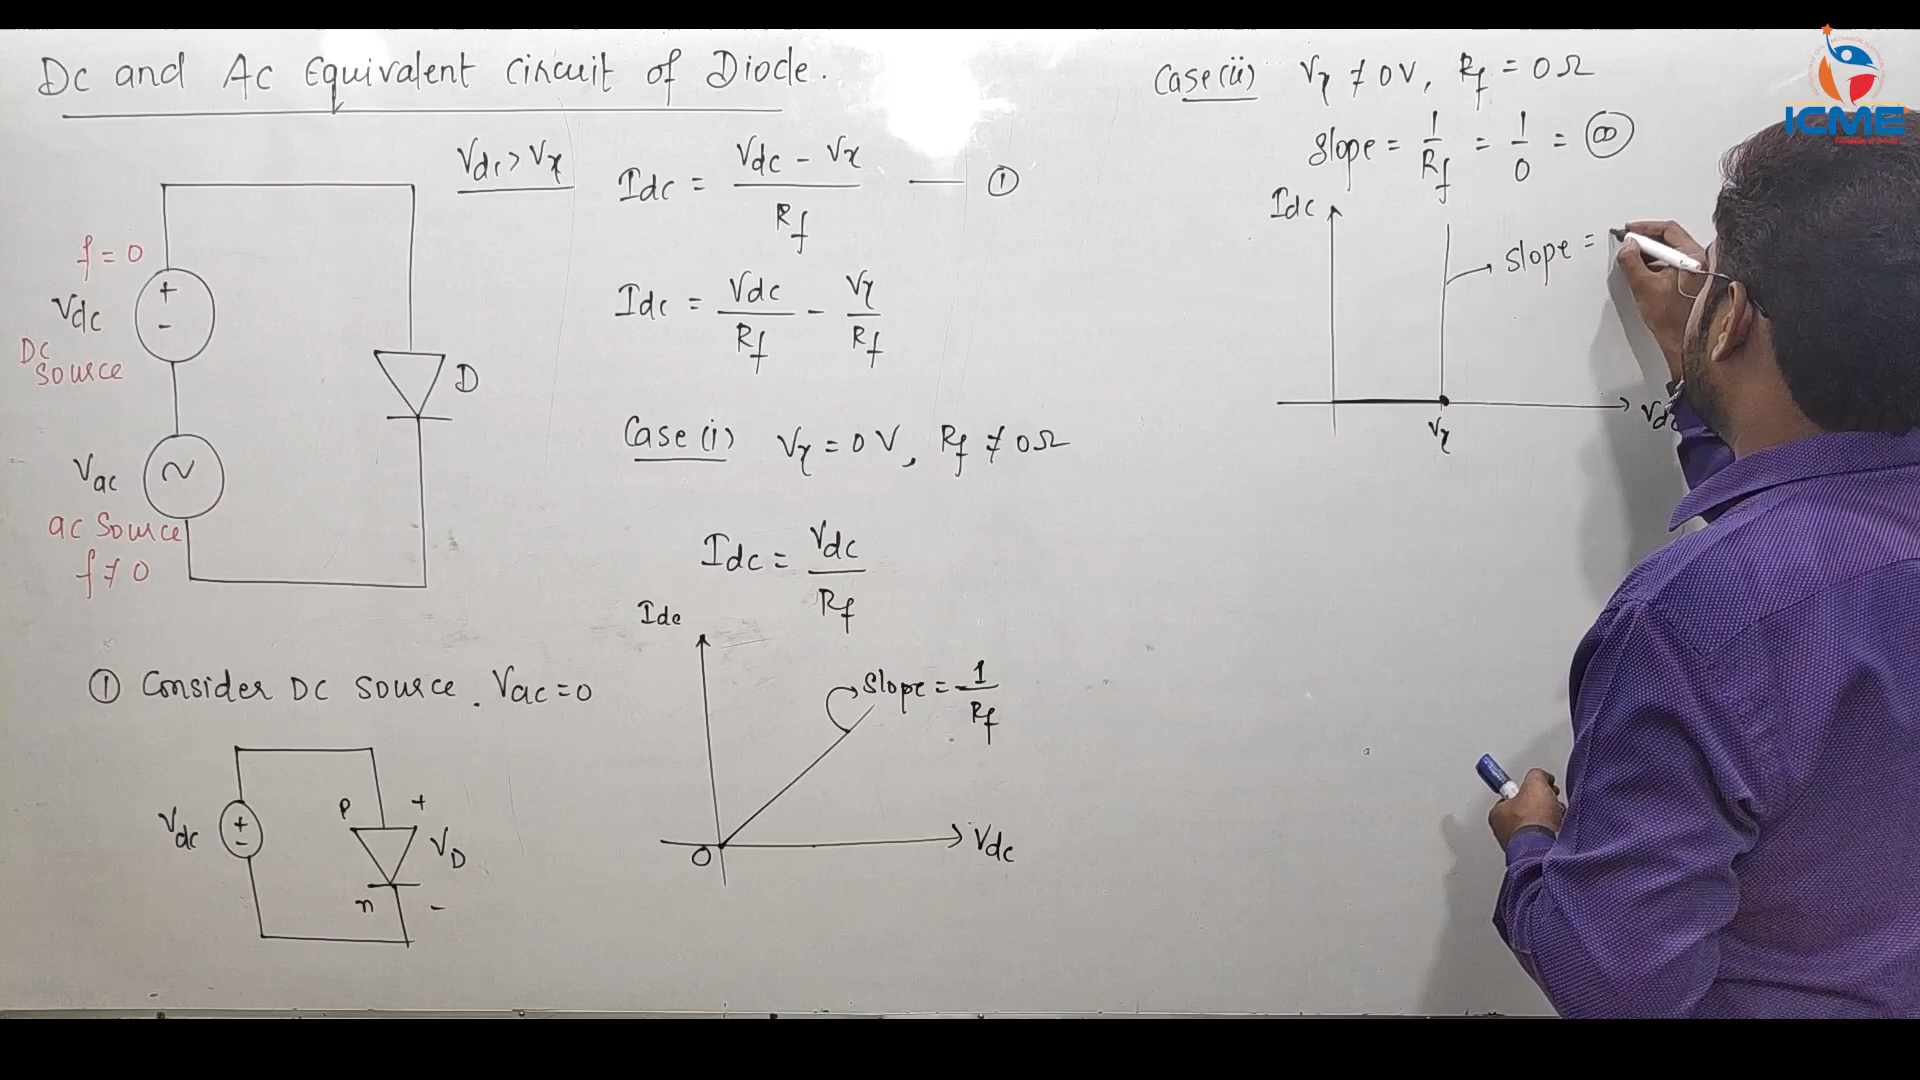 Dc and Ac Equivalent Circuit of Diode.
f = 0
Vdc
DC Source
+
-
Vac
~
ac Source
f ≠ 0
D
① Consider DC Source. Vac = 0
Vdc
+
-
P
n
+
VD
-
Vdc > Vγ
Idc = (Vdc - Vγ) / Rf — ①
Idc = Vdc / Rf - Vγ / Rf
Case (i) Vγ = 0 V, Rf ≠ 0 Ω
Idc = Vdc / Rf
Idc
Slope = 1 / Rf
0
Vdc
Case (ii) Vγ ≠ 0 V, Rf = 0 Ω
Slope = 1 / Rf = 1 / 0 = ∞
Idc
Slope =
Vγ
ICME